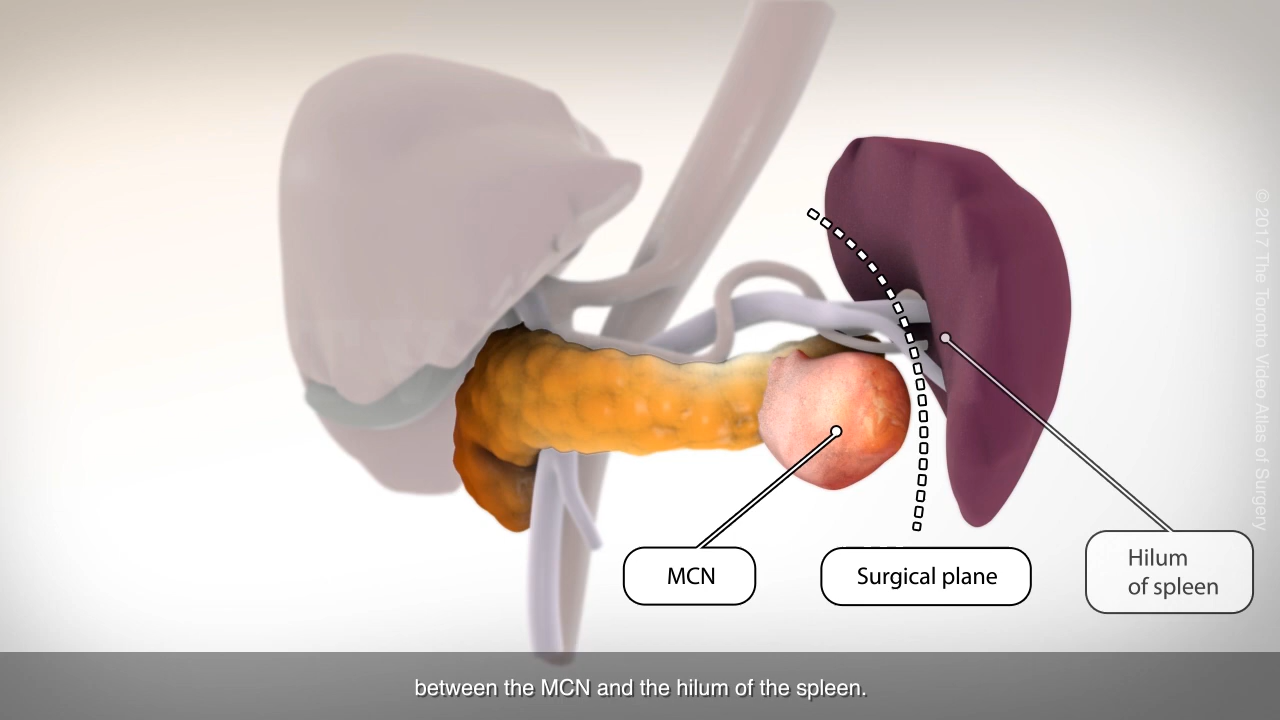 MCN
Surgical plane
Hilum
of spleen
between the MCN and the hilum of the spleen.
© 2017 The Toronto Video Atlas of Surgery